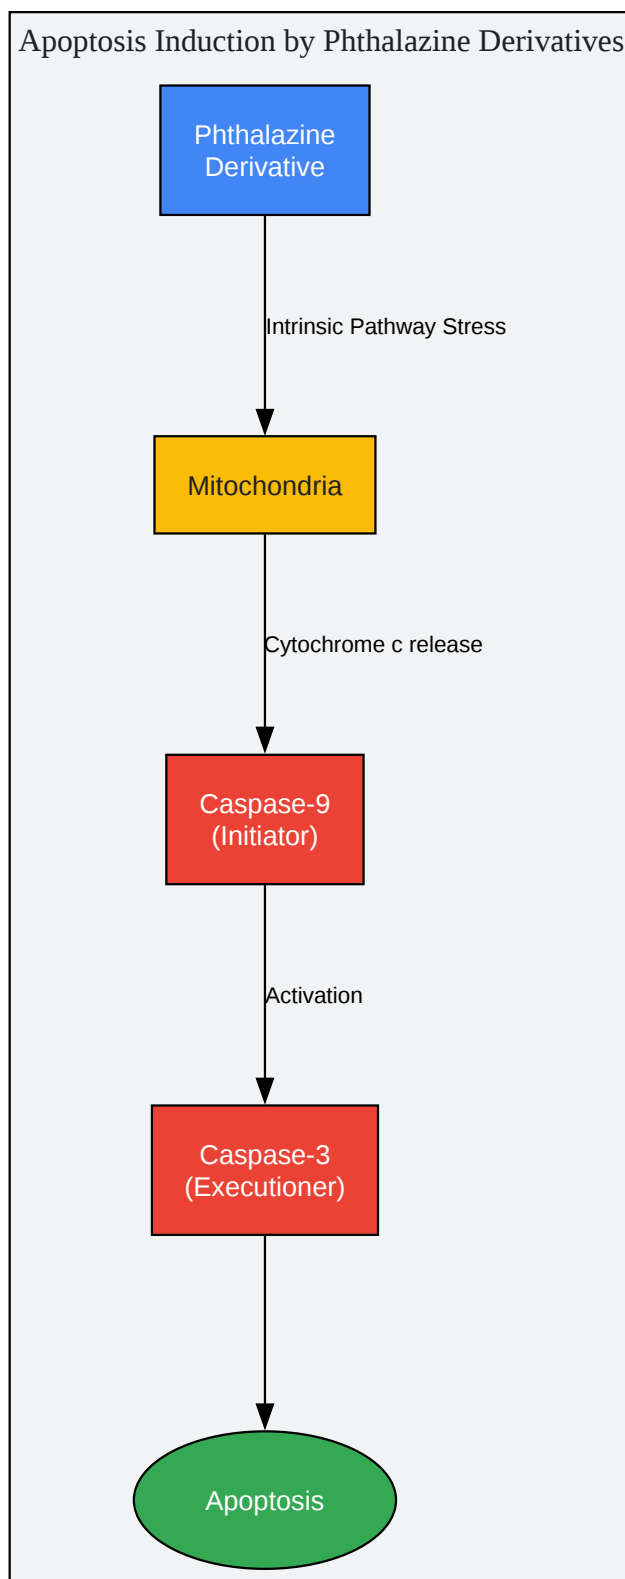 Apoptosis Induction by Phthalazine Derivatives
Phthalazine
Derivative
Intrinsic Pathway Stress
Mitochondria
Cytochrome c release
Caspase-9
(Initiator)
Activation
Caspase-3
(Executioner)
Apoptosis